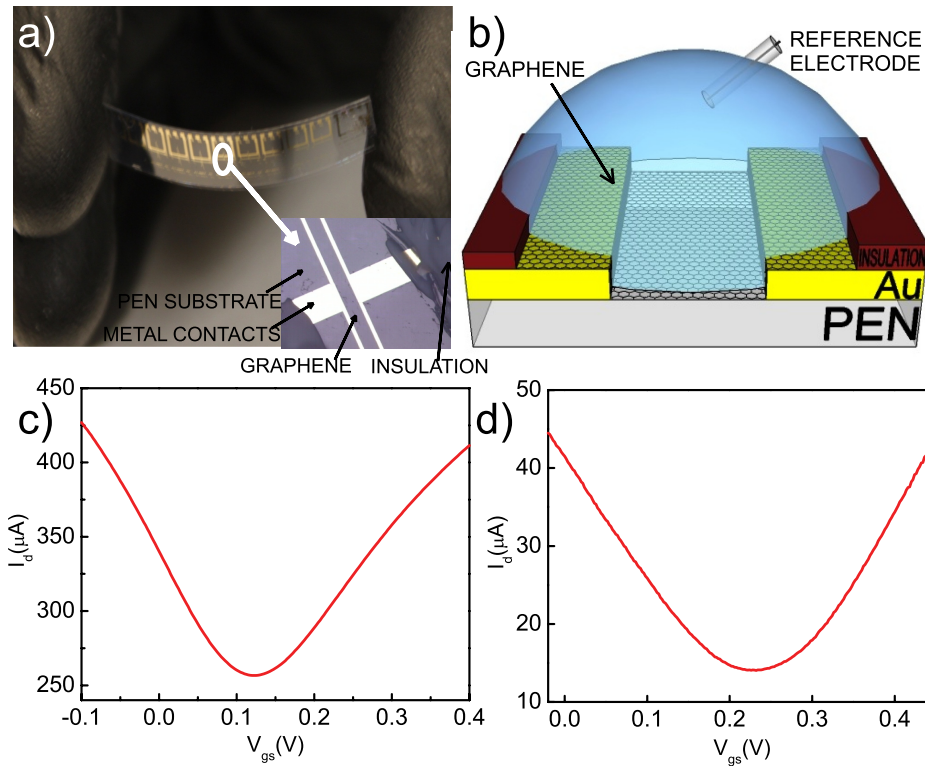 a)
PEN SUBSTRATE
METAL CONTACTS
GRAPHENE
INSULATION
b)
REFERENCE
ELECTRODE
GRAPHENE
INSULATION
Au
PEN
c)
450
400
350
300
250
-0.1
0.0
0.1
0.2
0.3
0.4
I_d(μA)
V_gs(V)
d)
50
40
30
20
10
0.0
0.1
0.2
0.3
0.4
I_d(μA)
V_gs(V)